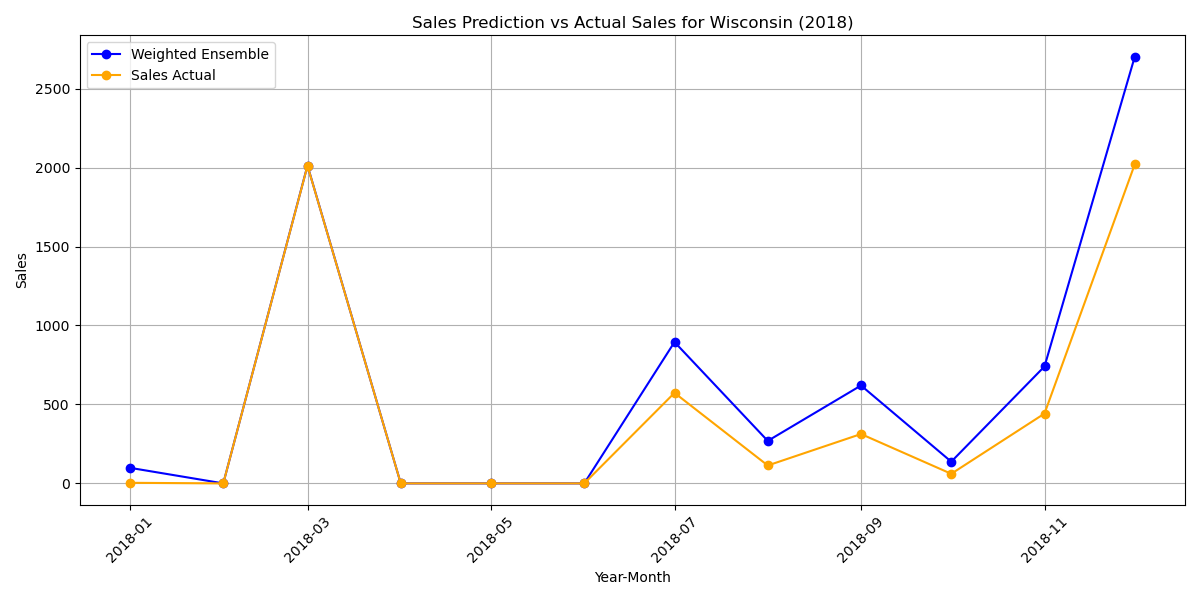 Sales Prediction vs Actual Sales for Wisconsin (2018)
Weighted Ensemble
Sales Actual
2500
2000
1500
1000
500
0
Sales
2018-01
2018-03
2018-05
2018-07
2018-09
2018-11
Year-Month